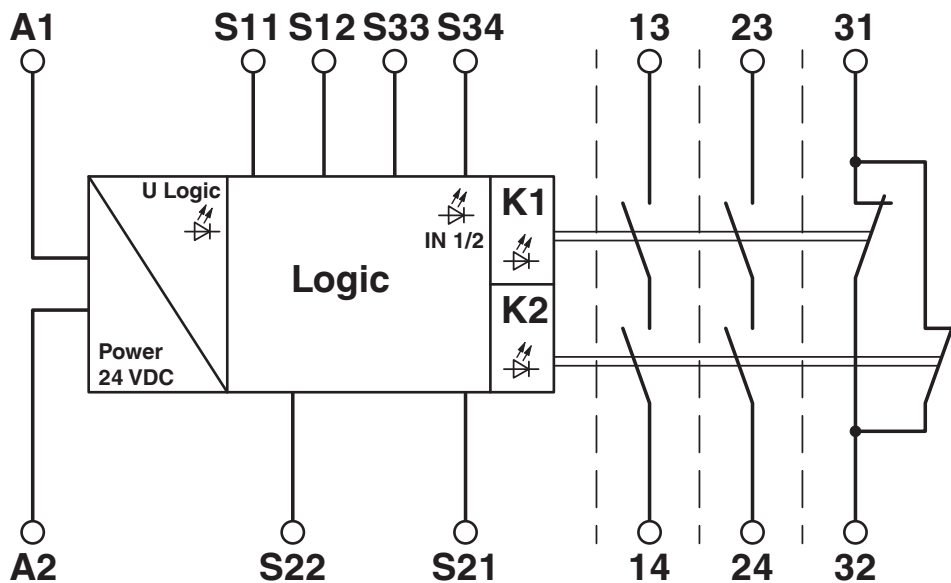 A1 S11 S12 S33 S34 13 23 31
U Logic
K1
IN 1/2
Logic
K2
Power
24 VDC
A2 S22 S21 14 24 32